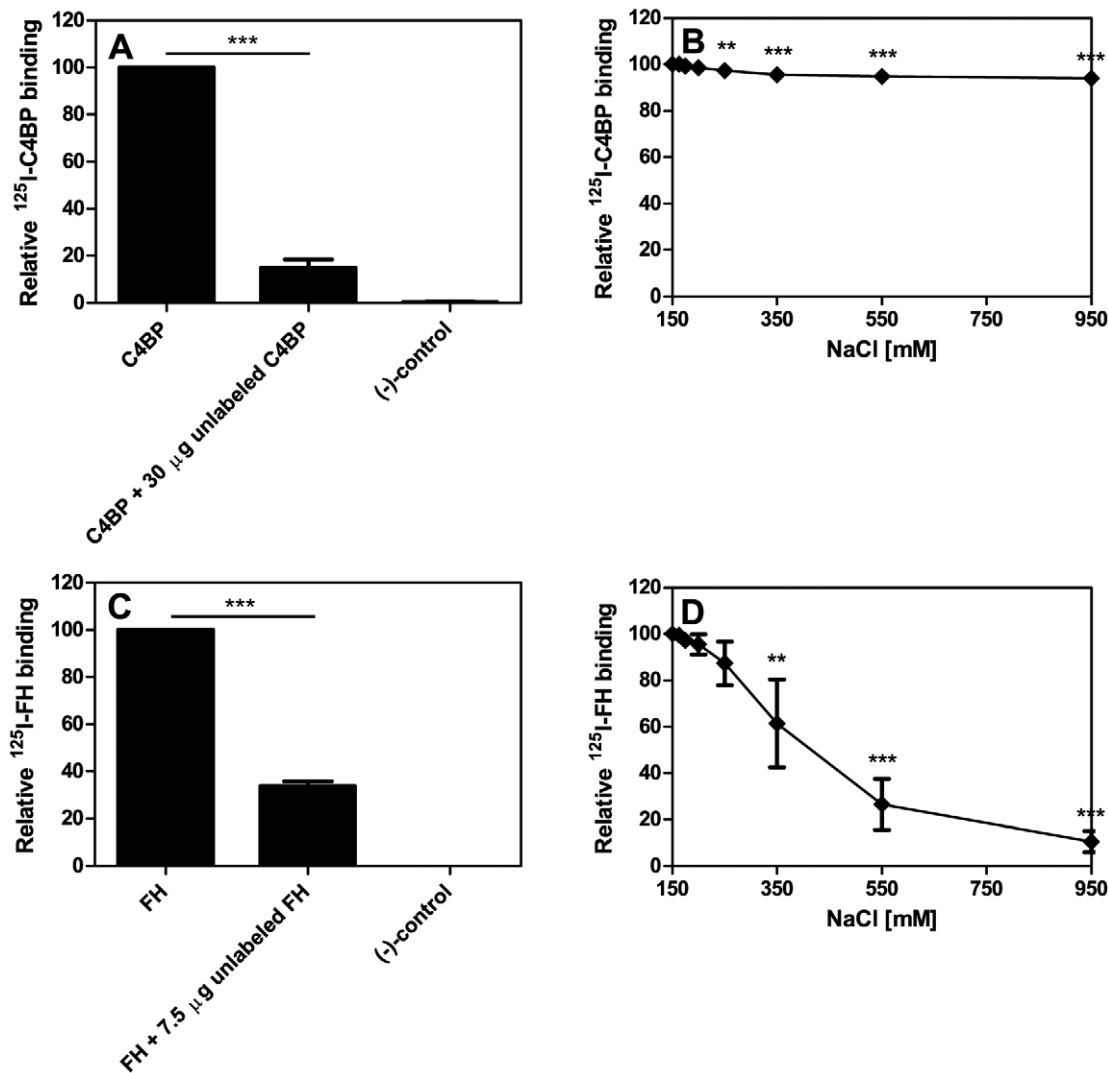 A
***
120
100
80
60
40
20
0
Relative ¹²⁵I-C4BP binding
C4BP
C4BP + 30 μg unlabeled C4BP
(-)-control
B
** *** *** ***
120
100
80
60
40
20
0
Relative ¹²⁵I-C4BP binding
150 350 550 750 950
NaCl [mM]
C
***
120
100
80
60
40
20
0
Relative ¹²⁵I-FH binding
FH
FH + 7.5 μg unlabeled FH
(-)-control
D
** *** ***
120
100
80
60
40
20
0
Relative ¹²⁵I-FH binding
150 350 550 750 950
NaCl [mM]